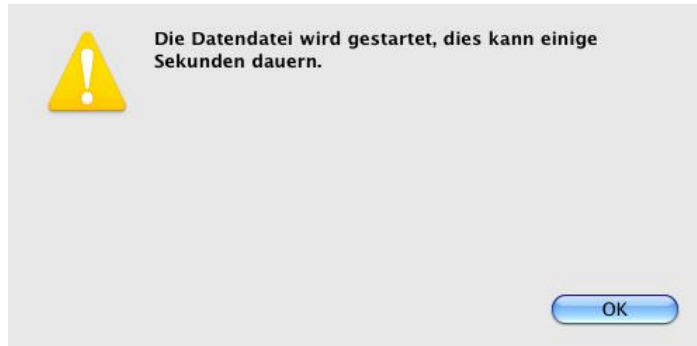 Die Datendatei wird gestartet, dies kann einige
Sekunden dauern.
OK